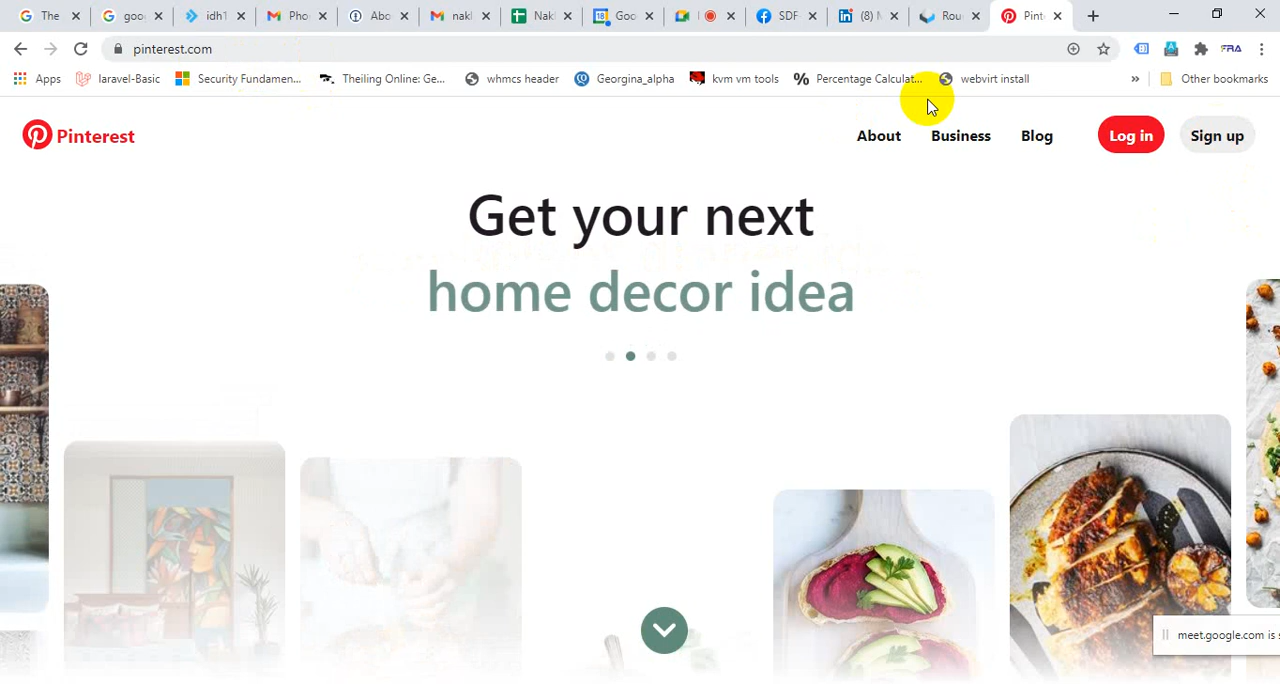 The
goo
idh1
Pho
Abo
nakl
Nakl
Goo
SDF
(8) M
Rou
Pint
pinterest.com
Apps
laravel-Basic
Security Fundamen...
Theiling Online: Ge...
whmcs header
Georgina_alpha
kvm vm tools
Percentage Calculat...
webvirt install
»
Other bookmarks
Pinterest
About
Business
Blog
Log in
Sign up
Get your next
home decor idea
meet.google.com is s